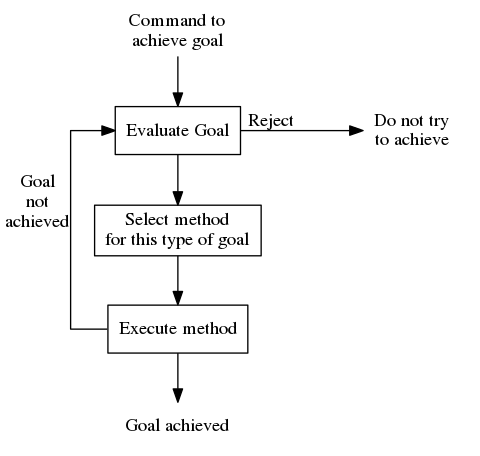 Command to
achieve goal
Evaluate Goal
Reject
Do not try
to achieve
Goal
not
achieved
Select method
for this type of goal
Execute method
Goal achieved